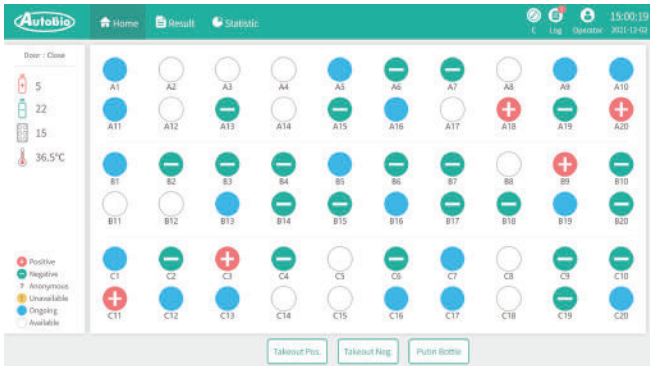 AutoBio Home Result Statistic C Log Operator 15:00:19
2021-12-02
Door : Close
5
22
15
36.5°C
A1 A2 A3 A4 A5 A6 A7 A8 A9 A10
A11 A12 A13 A14 A15 A16 A17 A18 A19 A20
B1 B2 B3 B4 B5 B6 B7 B8 B9 B10
B11 B12 B13 B14 B15 B16 B17 B18 B19 B20
C1 C2 C3 C4 C5 C6 C7 C8 C9 C10
C11 C12 C13 C14 C15 C16 C17 C18 C19 C20
Positive
Negative
? Anonymous
Unavailable
Ongoing
Available
Takeout Pos. Takeout Neg. Putin Bottle